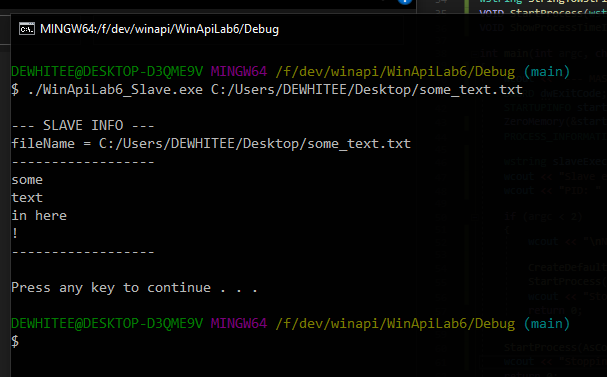 MINGW64:/f/dev/winapi/WinApiLab6/Debug
DEWHITEE@DESKTOP-D3QME9V MINGW64 /f/dev/winapi/WinApiLab6/Debug (main)
$ ./WinApiLab6_Slave.exe C:/Users/DEWHITEE/Desktop/some_text.txt
--- SLAVE INFO ---
fileName = C:/Users/DEWHITEE/Desktop/some_text.txt
------------------
some
text
in here
!
------------------
Press any key to continue . . .
DEWHITEE@DESKTOP-D3QME9V MINGW64 /f/dev/winapi/WinApiLab6/Debug (main)
$